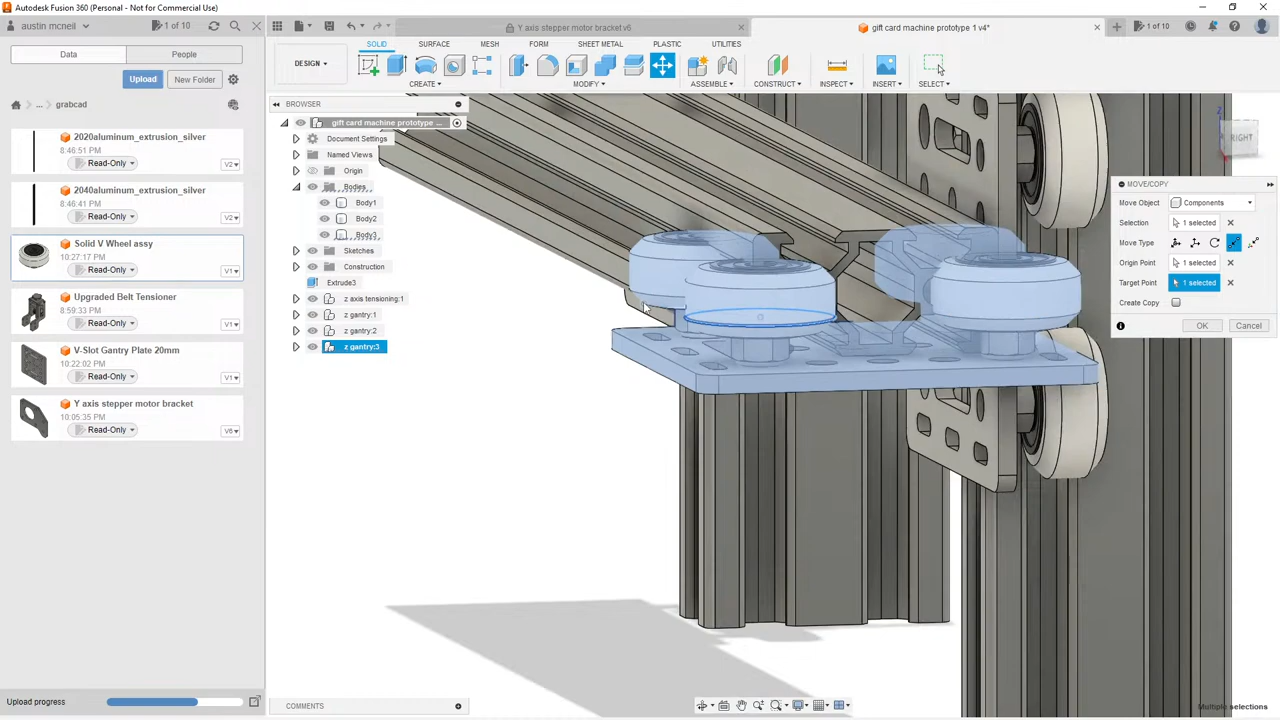 Autodesk Fusion 360 (Personal - Not for Commercial Use)
austin mcneil
1 of 10
Y axis stepper motor bracket v6
gift card machine prototype 1 v4*
1 of 10
Data
People
SOLID
SURFACE
MESH
FORM
SHEET METAL
PLASTIC
UTILITIES
DESIGN
Upload
New Folder
CREATE
MODIFY
ASSEMBLE
CONSTRUCT
INSPECT
INSERT
SELECT
... grabcad
BROWSER
gift card machine prototype ...
Document Settings
Named Views
Origin
Bodies
Body1
Body2
Body3
Sketches
Construction
Extrude3
z axis tensioning:1
z gantry:1
z gantry:2
z gantry:3
2020aluminum_extrusion_silver
8:46:51 PM
Read-Only
V2
2040aluminum_extrusion_silver
8:46:41 PM
Read-Only
V2
Solid V Wheel assy
10:27:17 PM
Read-Only
V1
Upgraded Belt Tensioner
8:59:33 PM
Read-Only
V1
V-Slot Gantry Plate 20mm
10:22:02 PM
Read-Only
V1
Y axis stepper motor bracket
10:05:35 PM
Read-Only
V6
Z
RIGHT
MOVE/COPY
Move Object
Components
Selection
1 selected
Move Type
Origin Point
1 selected
Target Point
1 selected
Create Copy
OK
Cancel
Upload progress
COMMENTS
Multiple selections